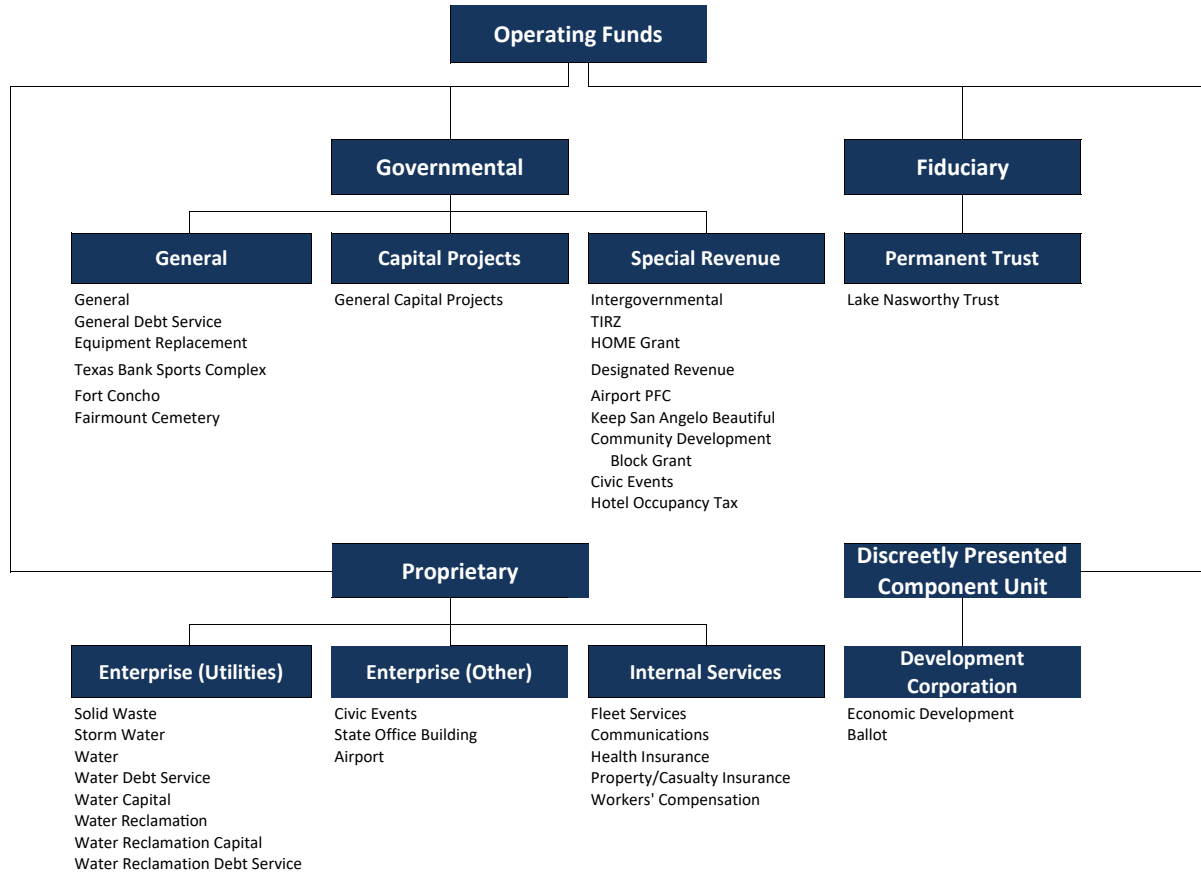 Operating Funds
Governmental
Fiduciary
General
Capital Projects
Special Revenue
Permanent Trust
General
General Debt Service
Equipment Replacement
Texas Bank Sports Complex
Fort Concho
Fairmount Cemetery
General Capital Projects
Intergovernmental
TIRZ
HOME Grant
Designated Revenue
Airport PFC
Keep San Angelo Beautiful
Community Development
Block Grant
Civic Events
Hotel Occupancy Tax
Lake Nasworthy Trust
Proprietary
Discreetly Presented
Component Unit
Enterprise (Utilities)
Enterprise (Other)
Internal Services
Development
Corporation
Solid Waste
Storm Water
Water
Water Debt Service
Water Capital
Water Reclamation
Water Reclamation Capital
Water Reclamation Debt Service
Civic Events
State Office Building
Airport
Fleet Services
Communications
Health Insurance
Property/Casualty Insurance
Workers' Compensation
Economic Development
Ballot